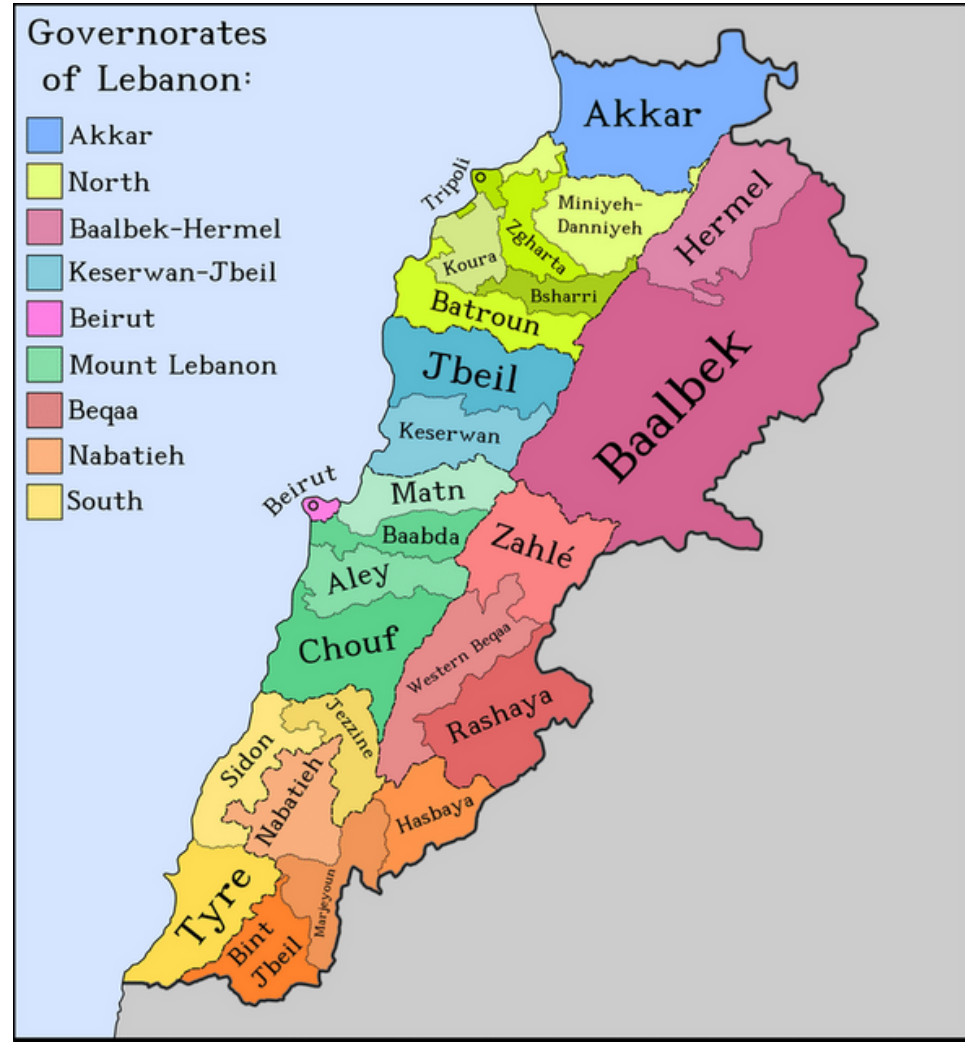 Governorates
of Lebanon:
Akkar
North
Baalbek-Hermel
Keserwan-Jbeil
Beirut
Mount Lebanon
Beqaa
Nabatieh
South
Akkar
Tripoli
Miniyeh-
Danniyeh
Hermel
Zgharta
Koura
Bsharri
Batroun
Jbeil
Baalbek
Keserwan
Beirut
Matn
Baabda
Zahlé
Aley
Chouf
Western Beqaa
Rashaya
Jezzine
Sidon
Nabatieh
Hasbaya
Marjeyoun
Tyre
Bint
Jbeil